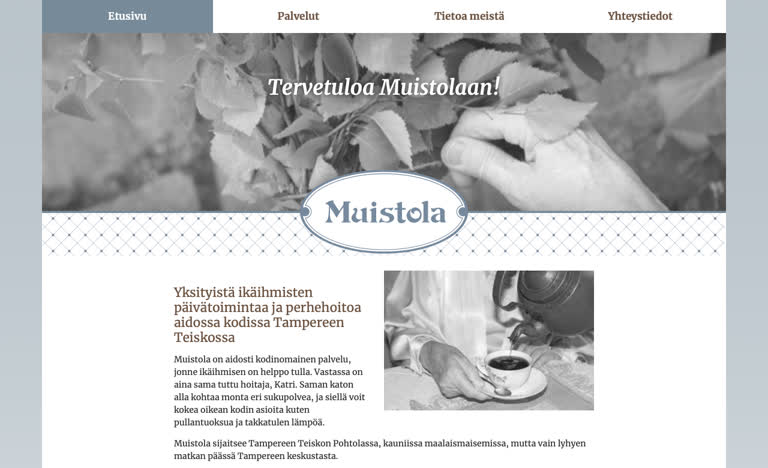 Etusivu
Palvelut
Tietoa meistä
Yhteystiedot
Tervetuloa Muistolaan!
Muistola
Yksityistä ikäihmisten
päivätoimintaa ja perhehoitoa
aidossa kodissa Tampereen
Teiskossa
Muistola on aidosti kodinomainen palvelu,
jonne ikäihmisen on helppo tulla. Vastassa on
aina sama tuttu hoitaja, Katri. Saman katon
alla kohtaa monta eri sukupolvea, ja siellä voit
kokea oikean kodin asioita kuten
pullantuoksua ja takkatulen lämpöä.
Muistola sijaitsee Tampereen Teiskon Pohtolassa, kauniissa maalaismaisemissa, mutta vain lyhyen
matkan päässä Tampereen keskustasta.